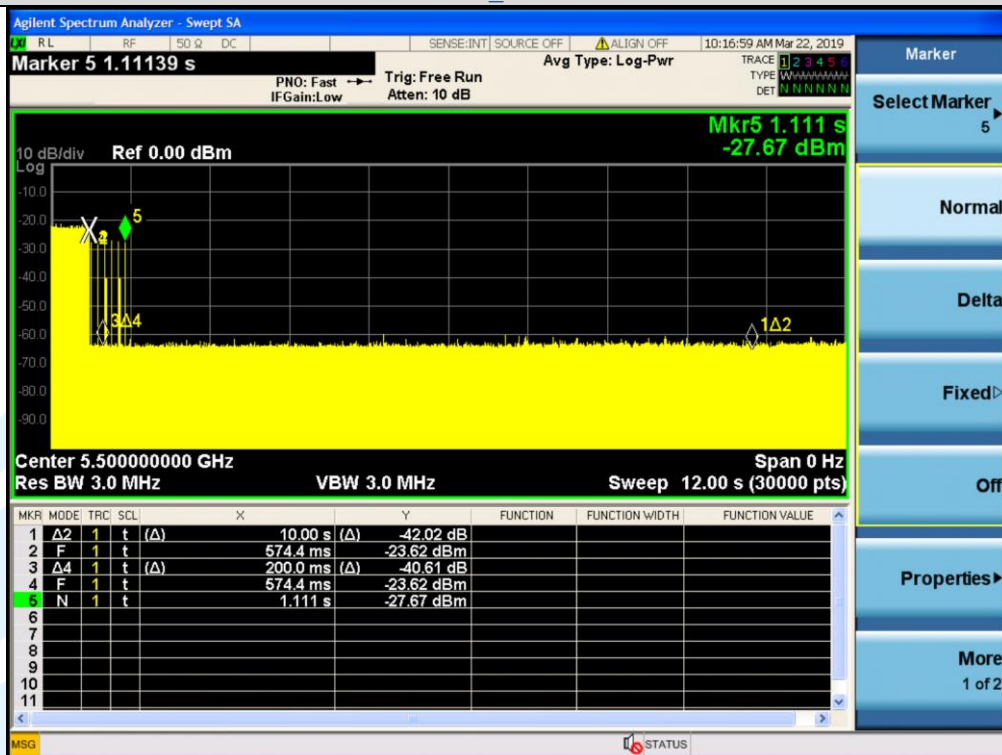 Agilent Spectrum Analyzer - Swept SA
LXI RL RF 50 Ω DC SENSE:INT SOURCE OFF ALIGN OFF 10:16:59 AM Mar 22, 2019
Marker 5 1.11139 s
PNO: Fast
IFGain:Low
Trig: Free Run
Atten: 10 dB
Avg Type: Log-Pwr
TRACE 1 2 3 4 5 6
TYPE W
DET N N N N N N
Mkr5 1.111 s
-27.67 dBm
10 dB/div Ref 0.00 dBm
Log
-10.0
-20.0
-30.0
-40.0
-50.0
-60.0
-70.0
-80.0
-90.0
5
3Δ4
1Δ2
Center 5.500000000 GHz Span 0 Hz
Res BW 3.0 MHz VBW 3.0 MHz Sweep 12.00 s (30000 pts)
MKR MODE TRC SCL X Y FUNCTION FUNCTION WIDTH FUNCTION VALUE
1 Δ2 1 t (Δ) 10.00 s (Δ) -42.02 dB
2 F 1 t 574.4 ms -23.62 dBm
3 Δ4 1 t (Δ) 200.0 ms (Δ) -40.61 dB
4 F 1 t 574.4 ms -23.62 dBm
5 N 1 t 1.111 s -27.67 dBm
6
7
8
9
10
11
MSG STATUS
Marker
Select Marker
5
Normal
Delta
Fixed
Off
Properties
More
1 of 2